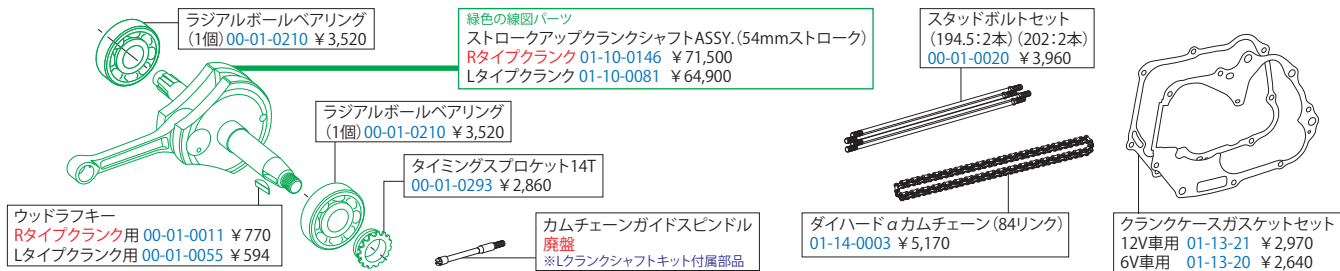 ラジアルボールベアリング
(1個) 00-01-0210 ￥3,520
緑色の線図パーツ
ストロークアップクランクシャフトASSY.(54mmストローク)
Rタイプクランク 01-10-0146 ￥71,500
Lタイプクランク 01-10-0081 ￥64,900
スタッドボルトセット
(194.5:2本) (202:2本)
00-01-0020 ￥3,960
ラジアルボールベアリング
(1個) 00-01-0210 ￥3,520
タイミングスプロケット14T
00-01-0293 ￥2,860
ウッドラフキー
Rタイプクランク用 00-01-0011 ￥770
Lタイプクランク用 00-01-0055 ￥594
カムチェーンガイドスピンドル
廃盤
※Lクランクシャフトキット付属部品
ダイハードαカムチェーン(84リンク)
01-14-0003 ￥5,170
クランクケースガスケットセット
12V車用 01-13-21 ￥2,970
6V車用 01-13-20 ￥2,640